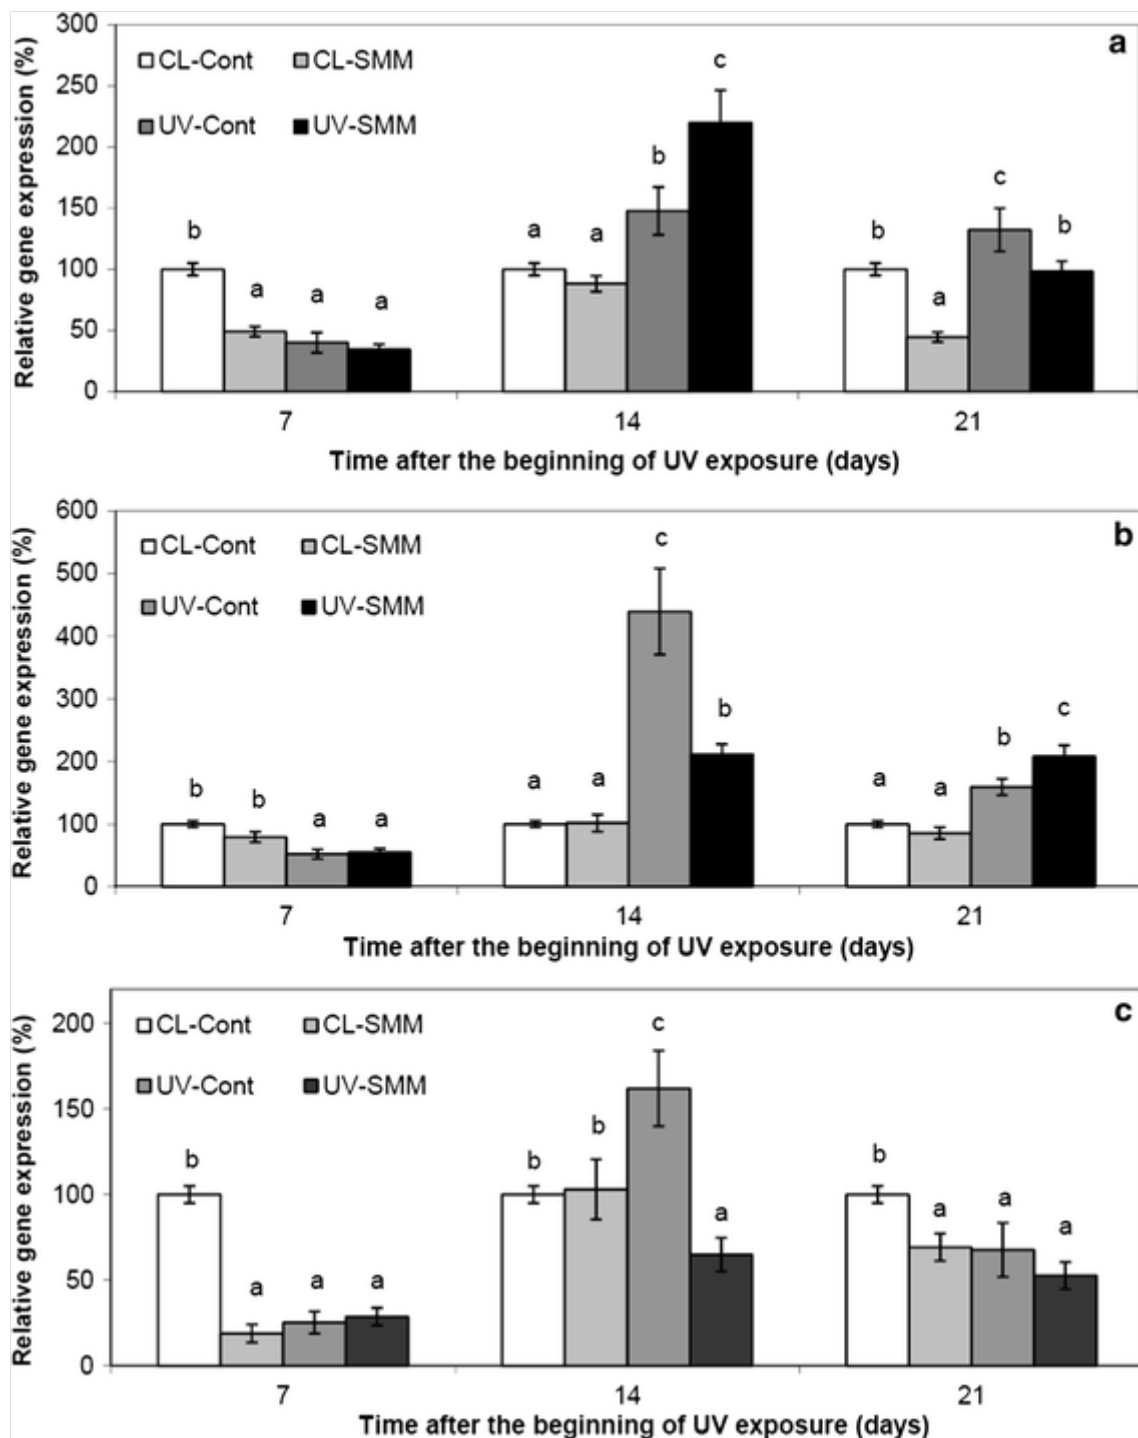 a
Relative gene expression (%)
300
250
200
150
100
50
0
CL-Cont CL-SMM
UV-Cont UV-SMM
b a a a
a a b c
b a c b
7 14 21
Time after the beginning of UV exposure (days)
b
Relative gene expression (%)
600
500
400
300
200
100
0
CL-Cont CL-SMM
UV-Cont UV-SMM
b b a a
a a c b
a a b c
7 14 21
Time after the beginning of UV exposure (days)
c
Relative gene expression (%)
200
150
100
50
0
CL-Cont CL-SMM
UV-Cont UV-SMM
b a a a
b b c a
b a a a
7 14 21
Time after the beginning of UV exposure (days)